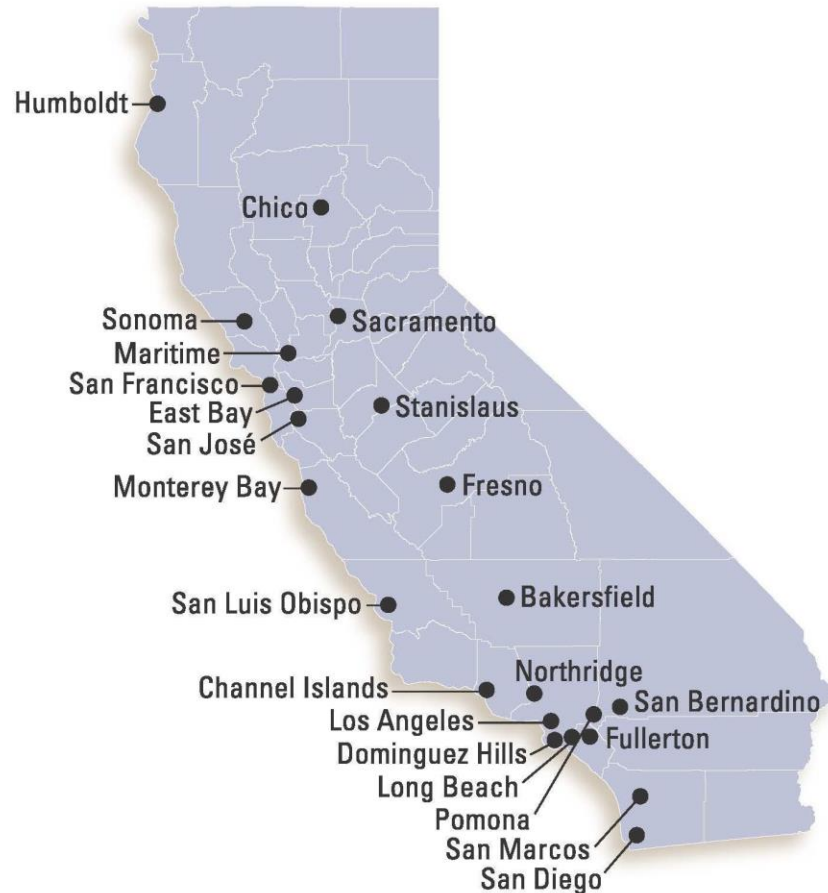 Humboldt
Chico
Sonoma
Sacramento
Maritime
San Francisco
East Bay
Stanislaus
San José
Monterey Bay
Fresno
San Luis Obispo
Bakersfield
Northridge
Channel Islands
San Bernardino
Los Angeles
Fullerton
Dominguez Hills
Long Beach
Pomona
San Marcos
San Diego